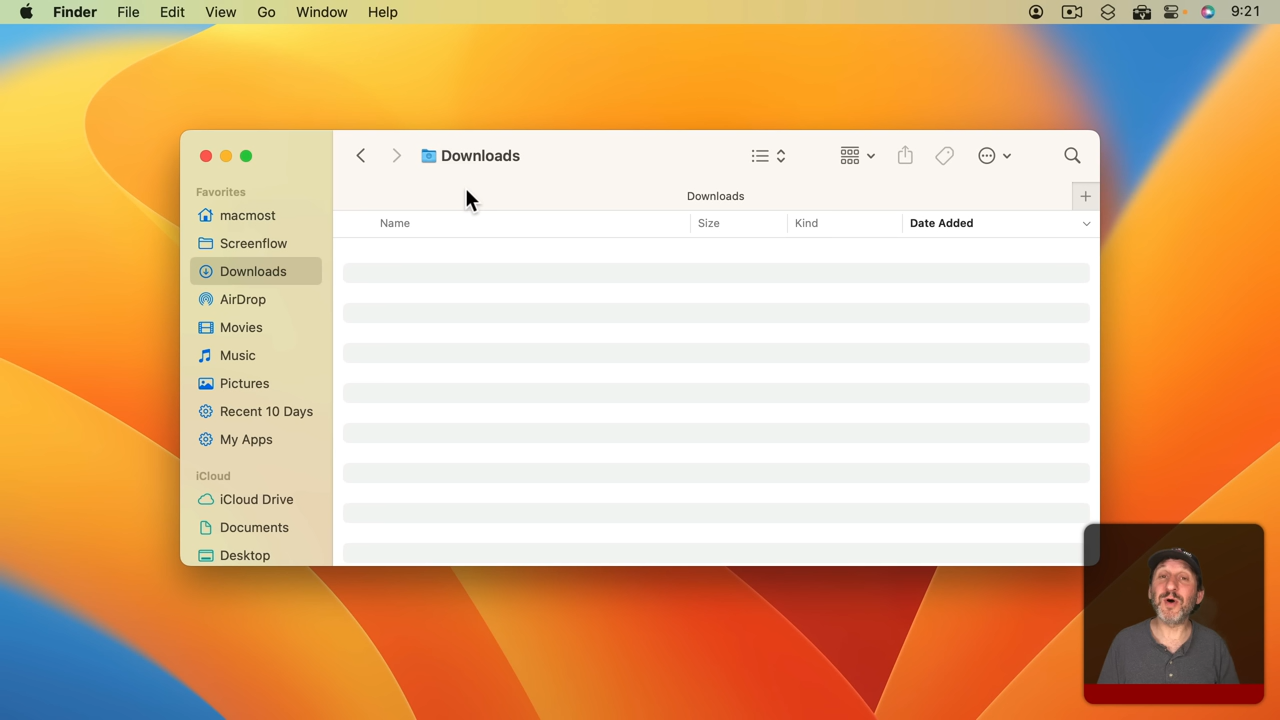 Finder File Edit View Go Window Help 9:21
Downloads
Favorites
Downloads
macmost
Name Size Kind Date Added
Screenflow
Downloads
AirDrop
Movies
Music
Pictures
Recent 10 Days
My Apps
iCloud
iCloud Drive
Documents
Desktop